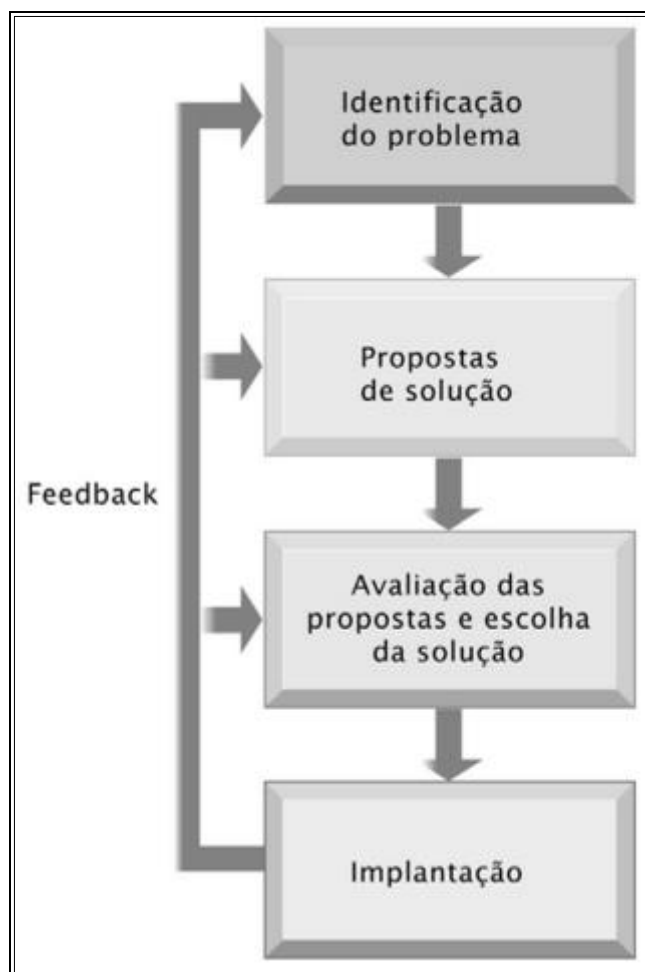 Identificação
do problema
Propostas
de solução
Feedback
Avaliação das
propostas e escolha
da solução
Implantação